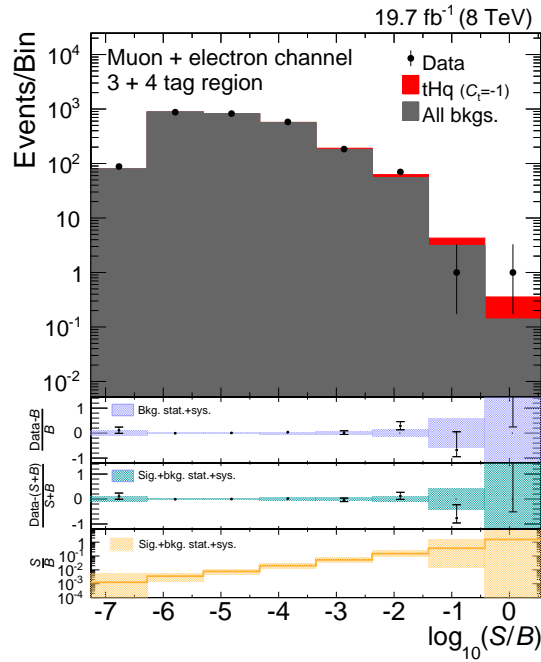 19.7 fb⁻¹ (8 TeV)
Events/Bin
Muon + electron channel
3 + 4 tag region
Data
tHq (Cₜ=-1)
All bkgs.
10⁴
10³
10²
10
1
10⁻¹
10⁻²
Data-B
B
1
0
-1
Bkg. stat.+sys.
Data-(S+B)
S+B
1
0
-1
Sig.+bkg. stat.+sys.
S
B
10⁻¹
10⁻²
10⁻³
10⁻⁴
Sig.+bkg. stat.+sys.
-7 -6 -5 -4 -3 -2 -1 0
log₁₀(S/B)